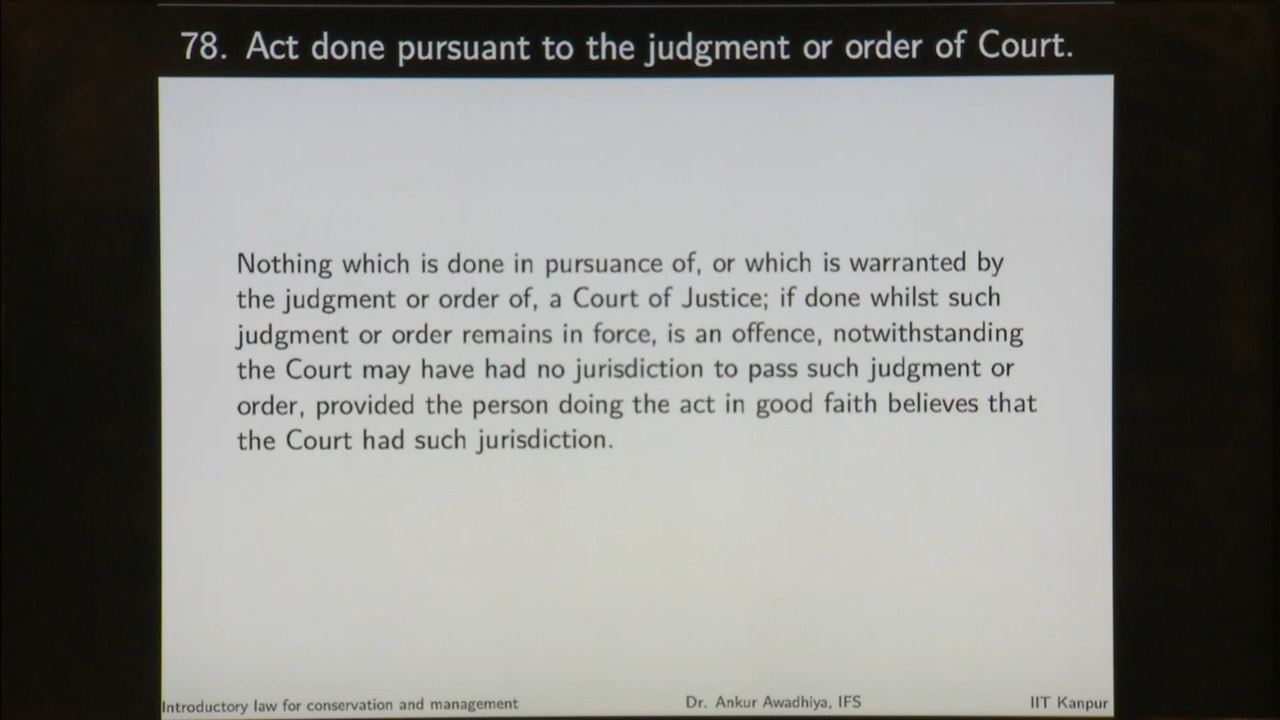 78. Act done pursuant to the judgment or order of Court.
Nothing which is done in pursuance of, or which is warranted by
the judgment or order of, a Court of Justice; if done whilst such
judgment or order remains in force, is an offence, notwithstanding
the Court may have had no jurisdiction to pass such judgment or
order, provided the person doing the act in good faith believes that
the Court had such jurisdiction.
Introductory law for conservation and management Dr. Ankur Awadhiya, IFS IIT Kanpur